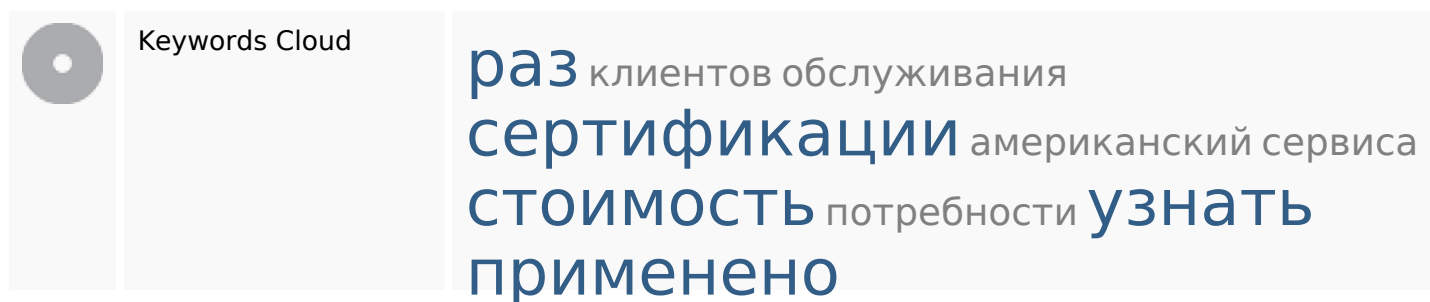 Keywords Cloud
раз клиентов обслуживания
сертификации американский сервиса
стоимость потребности узнать
применено